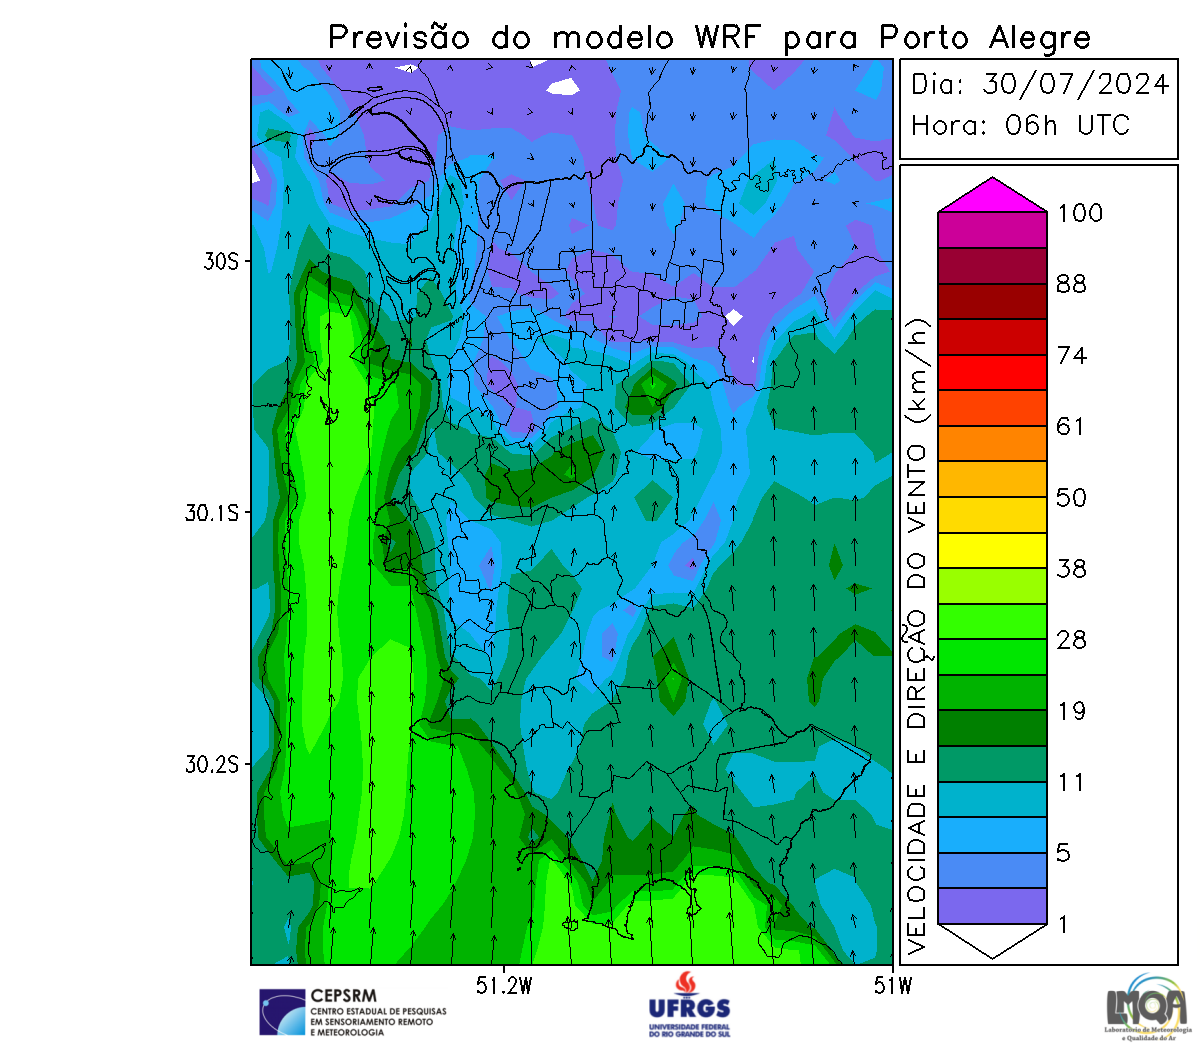 Previsão do modelo WRF para Porto Alegre
Dia: 30/07/2024
Hora: 06h UTC
30S
30.1S
30.2S
51.2W
51W
VELOCIDADE E DIREÇÃO DO VENTO (km/h)
100
88
74
61
50
38
28
19
11
5
1
CEPSRM
CENTRO ESTADUAL DE PESQUISAS
EM SENSORIAMENTO REMOTO
E METEOROLOGIA
UFRGS
UNIVERSIDADE FEDERAL
DO RIO GRANDE DO SUL
LMQA
Laboratório de Meteorologia
e Qualidade do Ar